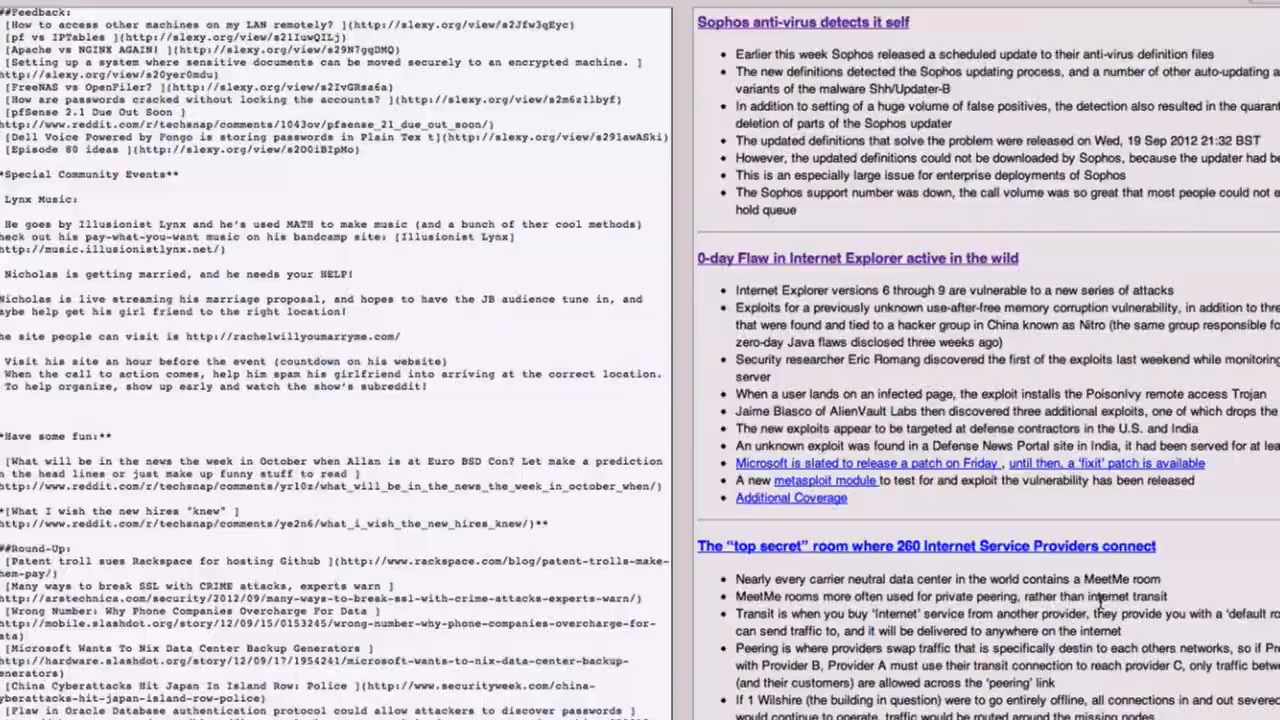 ##Feedback:
[How to access other machines on my LAN remotely? ](http://slexy.org/view/s2Jfw3qEyc)
[pf vs IPTables ](http://slexy.org/view/s21IuwQILj)
[Apache vs NGINX AGAIN! ](http://slexy.org/view/s29N7gqDMQ)
[Setting up a system where sensitive documents can be moved securely to an encrypted machine. ]
http://slexy.org/view/s20yer0mdu)
[FreeNAS vs OpenFiler? ](http://slexy.org/view/s2IvGRsa6a)
[How are passwords cracked without locking the accounts? ](http://slexy.org/view/s2m6zllbyf)
[pfSense 2.1 Due Out Soon ]
http://www.reddit.com/r/techsnap/comments/1043ov/pfsense_21_due_out_soon/)
[Dell Voice Powered by Fongo is storing passwords in Plain Tex t](http://slexy.org/view/s291awASki)
[Episode 80 ideas ](http://slexy.org/view/s2O0iBIpMo)
*Special Community Events**
Lynx Music:
He goes by Illusionist Lynx and he's used MATH to make music (and a bunch of ther cool methods)
heck out his pay-what-you-want music on his bandcamp site: [Illusionist Lynx]
http://music.illusionistlynx.net/)
Nicholas is getting married, and he needs your HELP!
Nicholas is live streaming his marriage proposal, and hopes to have the JB audience tune in, and
aybe help get his girl friend to the right location!
he site people can visit is http://rachelwillyoumarryme.com/
Visit his site an hour before the event (countdown on his website)
When the call to action comes, help him spam his girlfriend into arriving at the correct location.
To help organize, show up early and watch the show's subreddit!
*Have some fun:**
[What will be in the news the week in October when Allan is at Euro BSD Con? Let make a prediction
n the head lines or just make up funny stuff to read ]
http://www.reddit.com/r/techsnap/comments/yr10z/what_will_be_in_the_news_the_week_in_october_when/)
*[What I wish the new hires "knew" ]
http://www.reddit.com/r/techsnap/comments/ye2n6/what_i_wish_the_new_hires_knew/)**
##Round-Up:
[Patent troll sues Rackspace for hosting Github ](http://www.rackspace.com/blog/patent-trolls-make-
hem-pay/)
[Many ways to break SSL with CRIME attacks, experts warn ]
http://arstechnica.com/security/2012/09/many-ways-to-break-ssl-with-crime-attacks-experts-warn/)
[Wrong Number: Why Phone Companies Overcharge For Data ]
http://mobile.slashdot.org/story/12/09/15/0153245/wrong-number-why-phone-companies-overcharge-for-
ata)
[Microsoft Wants To Nix Data Center Backup Generators ]
http://hardware.slashdot.org/story/12/09/17/1954241/microsoft-wants-to-nix-data-center-backup-
enerators)
[China Cyberattacks Hit Japan In Island Row: Police ](http://www.securityweek.com/china-
yberattacks-hit-japan-island-row-police)
[Flaw in Oracle Database authentication protocol could allow attackers to discover passwords ]
Sophos anti-virus detects it self
• Earlier this week Sophos released a scheduled update to their anti-virus definition files
• The new definitions detected the Sophos updating process, and a number of other auto-updating a
variants of the malware Shh/Updater-B
• In addition to setting of a huge volume of false positives, the detection also resulted in the quaran
deletion of parts of the Sophos updater
• The updated definitions that solve the problem were released on Wed, 19 Sep 2012 21:32 BST
• However, the updated definitions could not be downloaded by Sophos, because the updater had be
• This is an especially large issue for enterprise deployments of Sophos
• The Sophos support number was down, the call volume was so great that most people could not e
hold queue
0-day Flaw in Internet Explorer active in the wild
• Internet Explorer versions 6 through 9 are vulnerable to a new series of attacks
• Exploits for a previously unknown use-after-free memory corruption vulnerability, in addition to thre
that were found and tied to a hacker group in China known as Nitro (the same group responsible fo
zero-day Java flaws disclosed three weeks ago)
• Security researcher Eric Romang discovered the first of the exploits last weekend while monitoring
server
• When a user lands on an infected page, the exploit installs the PoisonIvy remote access Trojan
• Jaime Blasco of AlienVault Labs then discovered three additional exploits, one of which drops the
• The new exploits appear to be targeted at defense contractors in the U.S. and India
• An unknown exploit was found in a Defense News Portal site in India, it had been served for at lea
• Microsoft is slated to release a patch on Friday , until then, a 'fixit' patch is available
• A new metasploit module to test for and exploit the vulnerability has been released
• Additional Coverage
The “top secret” room where 260 Internet Service Providers connect
• Nearly every carrier neutral data center in the world contains a MeetMe room
• MeetMe rooms more often used for private peering, rather than internet transit
• Transit is when you buy 'Internet' service from another provider, they provide you with a 'default ro
can send traffic to, and it will be delivered to anywhere on the internet
• Peering is where providers swap traffic that is specifically destin to each others networks, so if Pr
with Provider B, Provider A must use their transit connection to reach provider C, only traffic betw
(and their customers) are allowed across the 'peering' link
• If 1 Wilshire (the building in question) were to go entirely offline, all connections in and out severe
would continue to operate, traffic would be routed around the missing nodes